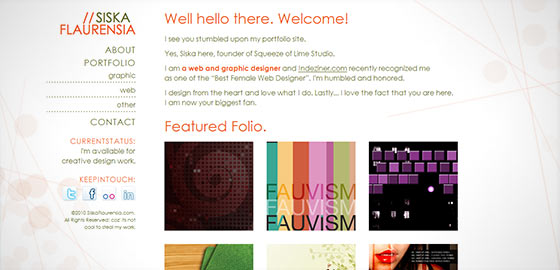 // SISKA
FLAURENSIA
ABOUT
PORTFOLIO
graphic
web
other
CONTACT
CURRENTSTATUS:
I'm available for
creative design work.
KEEPINTOUCH:
©2010 Siskaflaurensia.com.
All Rights Reserved; coz it's not
cool to steal my work.
Well hello there. Welcome!
I see you stumbled upon my portfolio site.
Yes, Siska here, founder of Squeeze of Lime Studio.
I am a web and graphic designer and Indeziner.com recently recognized me
as one of the "Best Female Web Designer". I'm humbled and honored.
I design from the heart and love what I do. Lastly... I love the fact that you are here.
I am now your biggest fan.
Featured Folio.
FAUVISM
FAUVISM
FAUVISM